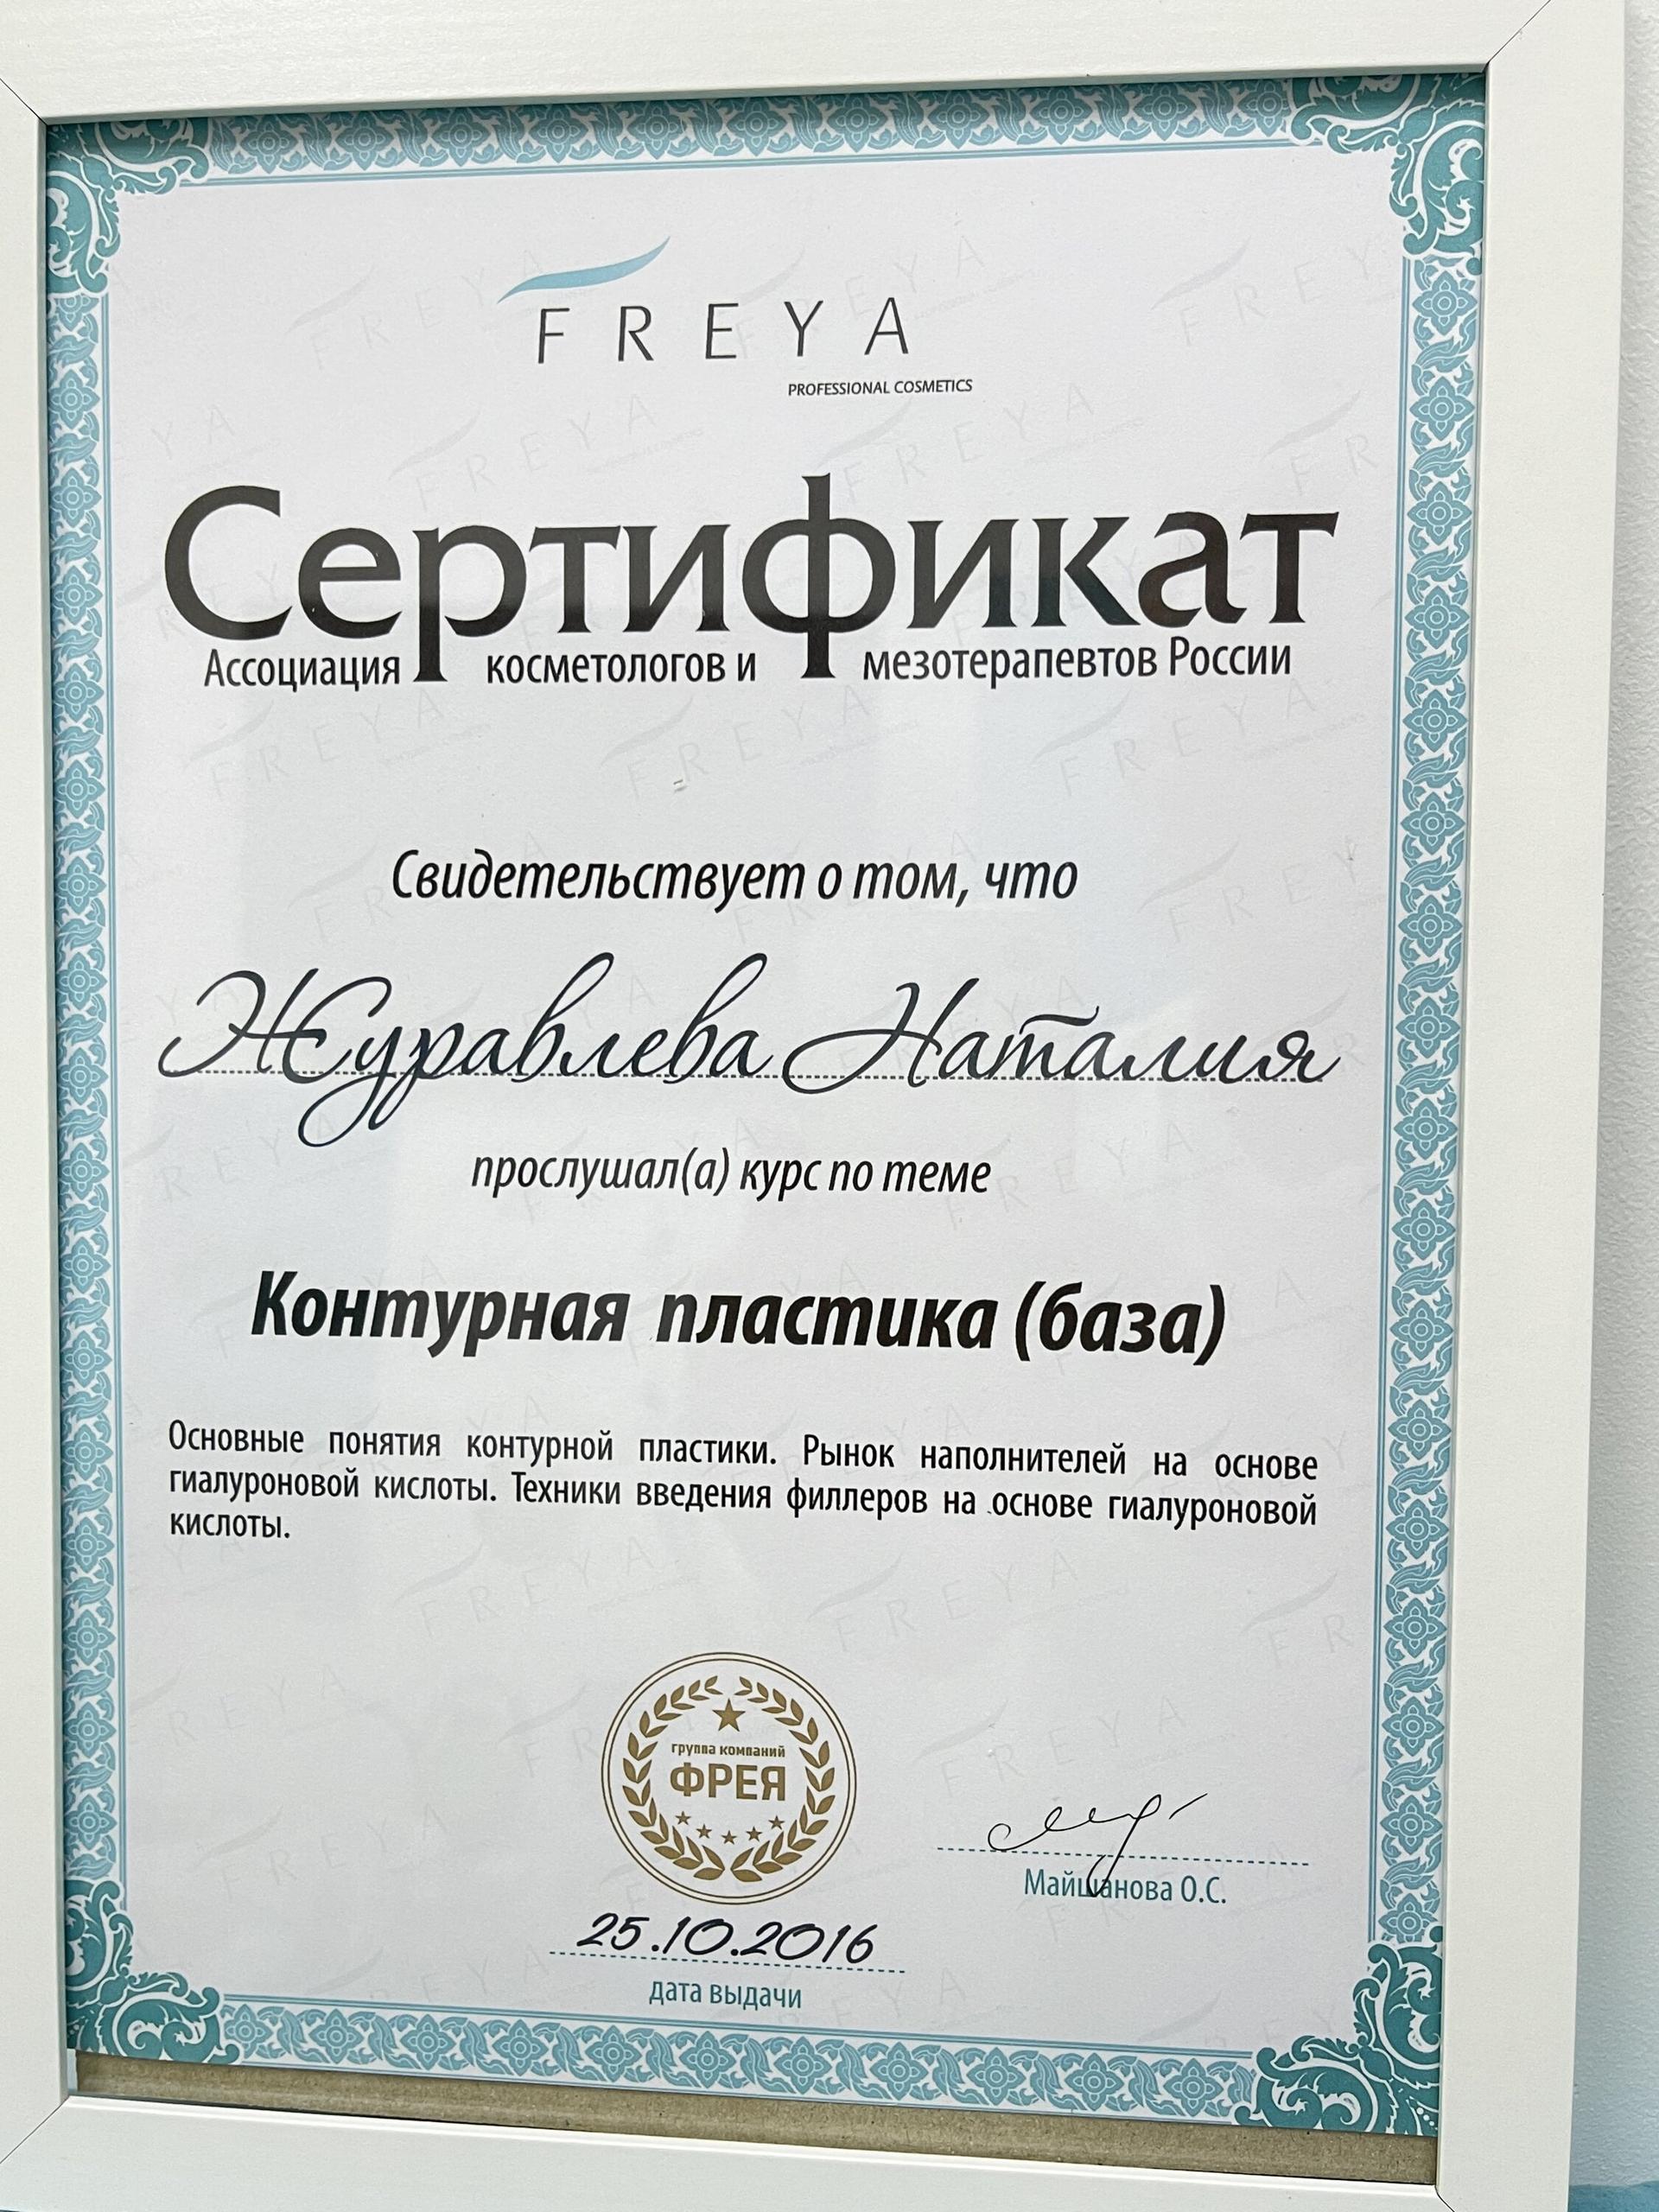 FREYA
PROFESSIONAL COSMETICS
Сертификат
Ассоциация косметологов и мезотерапевтов России
Свидетельствует о том, что
Журавлева Наталия
прослушал(а) курс по теме
Контурная пластика (база)
Основные понятия контурной пластики. Рынок наполнителей на основе
гиалуроновой кислоты. Техники введения филлеров на основе гиалуроновой
кислоты.
группа компаний
ФРЕЯ
Майшанова О.С.
25.10.2016
дата выдачи